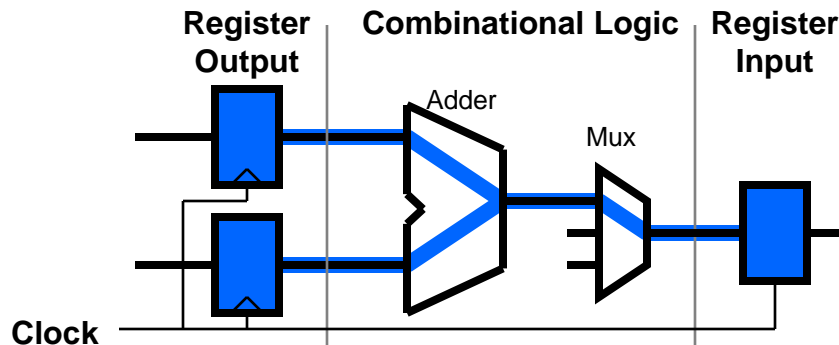 Register
Output
Combinational Logic
Register
Input
Adder
Mux
Clock